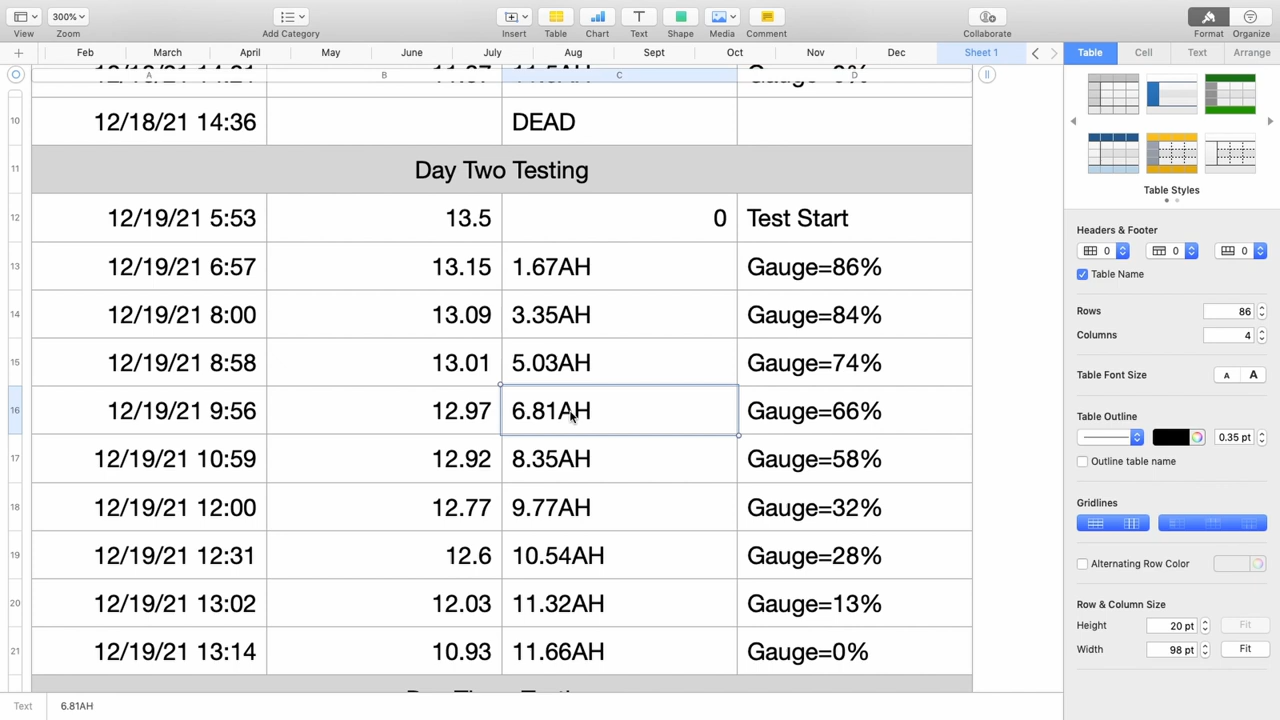 300%
View
Zoom
Add Category
Insert
Table
Chart
Text
Shape
Media
Comment
Collaborate
Format
Organize
Feb March April May June July Aug Sept Oct Nov Dec Sheet 1
Table Cell Text Arrange
A B C D
10 12/18/21 14:36 DEAD
11 Day Two Testing
12 12/19/21 5:53 13.5 0 Test Start
13 12/19/21 6:57 13.15 1.67AH Gauge=86%
14 12/19/21 8:00 13.09 3.35AH Gauge=84%
15 12/19/21 8:58 13.01 5.03AH Gauge=74%
16 12/19/21 9:56 12.97 6.81AH Gauge=66%
17 12/19/21 10:59 12.92 8.35AH Gauge=58%
18 12/19/21 12:00 12.77 9.77AH Gauge=32%
19 12/19/21 12:31 12.6 10.54AH Gauge=28%
20 12/19/21 13:02 12.03 11.32AH Gauge=13%
21 12/19/21 13:14 10.93 11.66AH Gauge=0%
Text 6.81AH
Table Styles
Headers & Footer
0 0 0
Table Name
Rows 86
Columns 4
Table Font Size A A
Table Outline
0.35 pt
Outline table name
Gridlines
Alternating Row Color
Row & Column Size
Height 20 pt Fit
Width 98 pt Fit